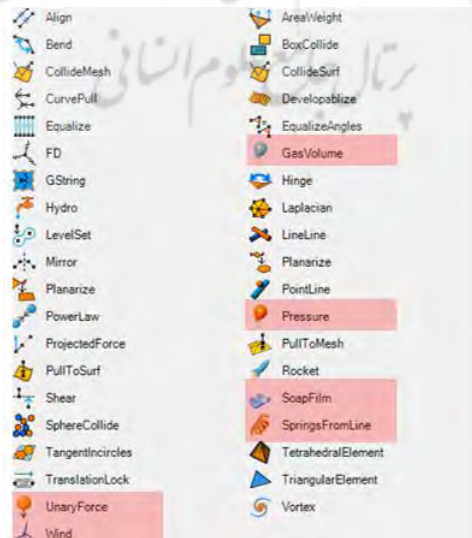 Align
AreaWeight
Bend
BoxCollide
CollideMesh
CollideSurf
CurvePull
Developablize
Equalize
EqualizeAngles
FD
GasVolume
GString
Hinge
Hydro
Laplacian
LevelSet
LineLine
Mirror
Planarize
Planarize
PointLine
PowerLaw
Pressure
ProjectedForce
PullToMesh
PullToSurf
Rocket
Shear
SoapFilm
SphereCollide
SpringsFromLine
TangentIncircles
TetrahedralElement
TranslationLock
TriangularElement
UnaryForce
Vortex
Wind